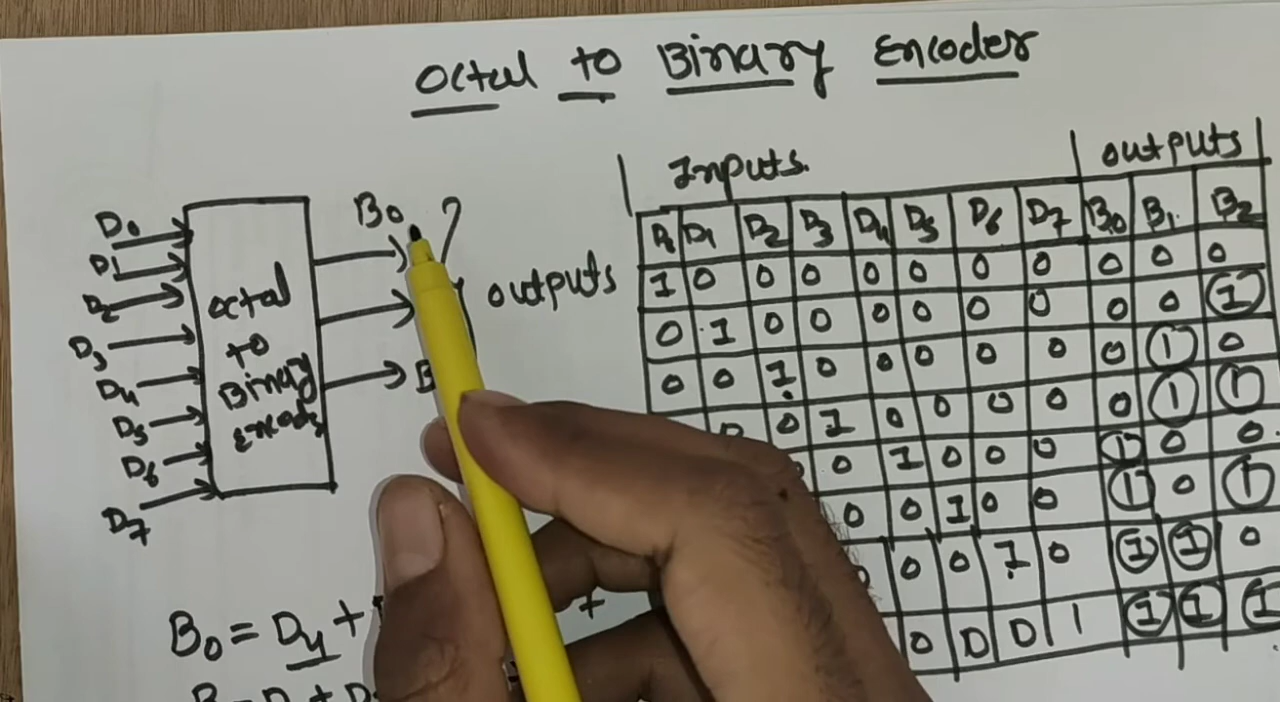 Octal to Binary Encoder
D0
D1
D2
D3
D4
D5
D6
D7
Octal
to
Binary
B0
outputs
Inputs. outputs
D1 D2 D3 D4 D5 D6 D7 B0 B1 B2
1 0 0 0 0 0 0 0 0 0 0
0 1 0 0 0 0 0 0 0 0 1
0 0 1 0 0 0 0 0 0 1 0
0 1 0 0 0 0 0 1 1
0 1 0 0 0 1 0 0
0 0 1 0 0 1 0 1
0 0 1 0 1 1 0
0 0 0 1 1 1 1
B0 = D4 +
+